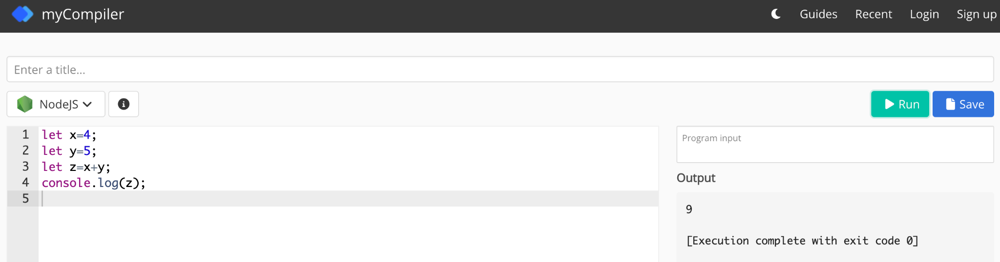 myCompiler
Guides Recent Login Sign up
Enter a title...
NodeJS
Run Save
1 let x=4;
2 let y=5;
3 let z=x+y;
4 console.log(z);
5
Program input
Output
9
[Execution complete with exit code 0]